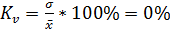 K_v = σ/x̄ * 100% = 0%